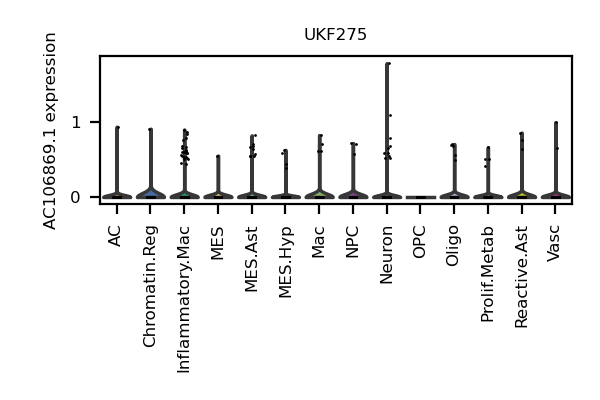 UKF275
AC106869.1 expression
1
0
AC
Chromatin.Reg
Inflammatory.Mac
MES
MES.Ast
MES.Hyp
Mac
NPC
Neuron
OPC
Oligo
Prolif.Metab
Reactive.Ast
Vasc